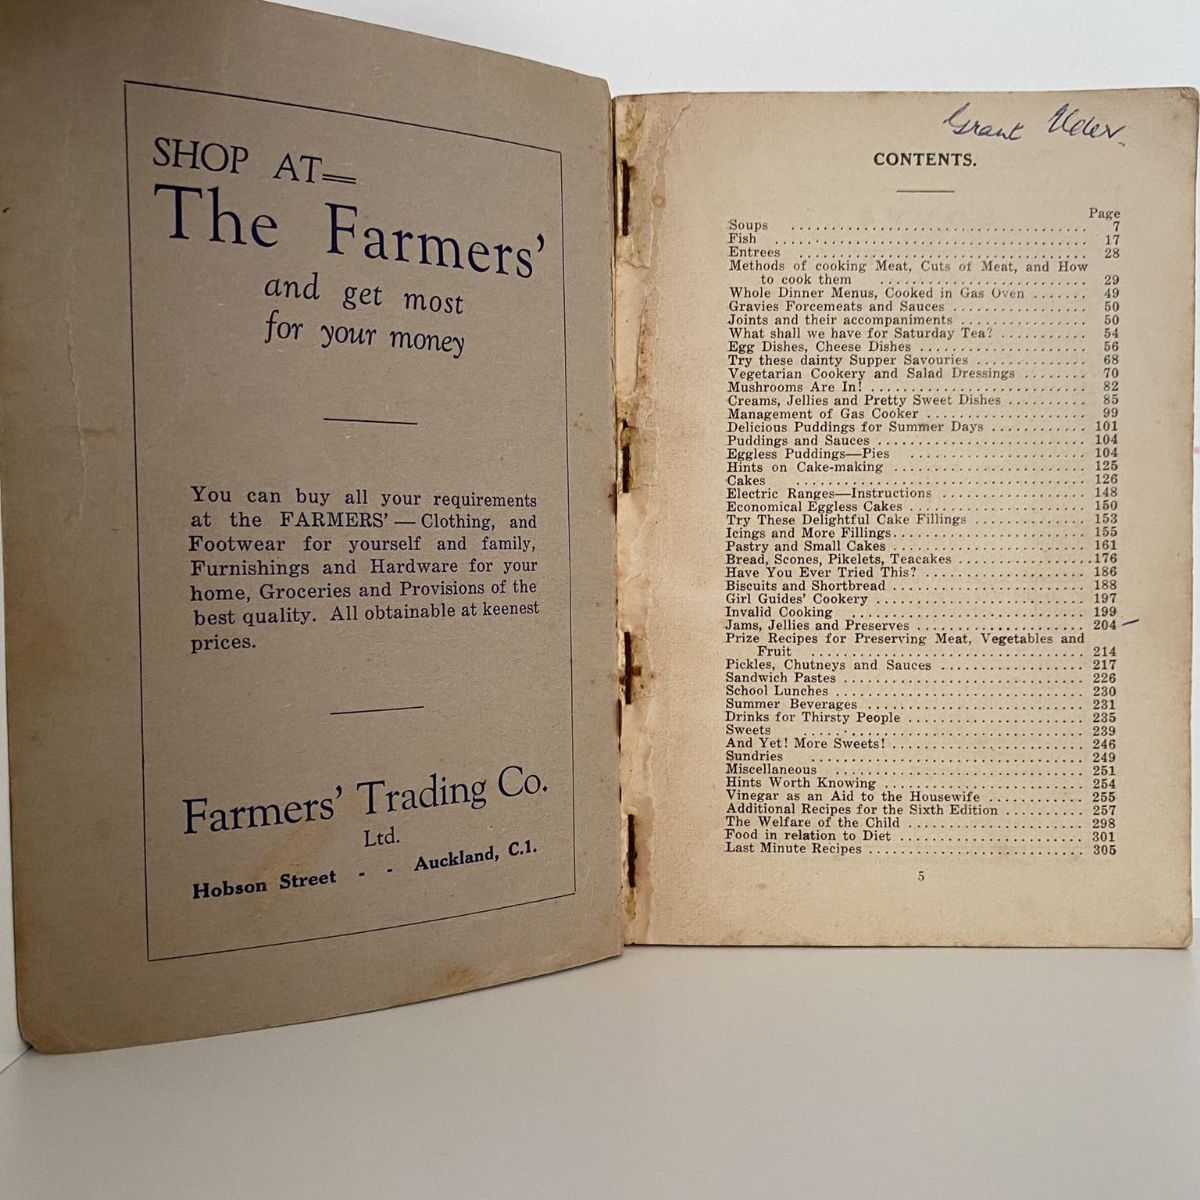 SHOP AT
The Farmers'
and get most
for your money
You can buy all your requirements
at the FARMERS' — Clothing, and
Footwear for yourself and family,
Furnishings and Hardware for your
home, Groceries and Provisions of the
best quality. All obtainable at keenest
prices.
Farmers' Trading Co.
Ltd.
Hobson Street - - Auckland, C.1.
Grant
CONTENTS.
Page
Soups 7
Fish 17
Entrees 28
Methods of cooking Meat, Cuts of Meat, and How
to cook them 29
Whole Dinner Menus, Cooked in Gas Oven 49
Gravies Forcemeats and Sauces 50
Joints and their accompaniments 50
What shall we have for Saturday Tea? 54
Egg Dishes, Cheese Dishes 56
Try these dainty Supper Savouries 68
Vegetarian Cookery and Salad Dressings 70
Mushrooms Are In! 82
Creams, Jellies and Pretty Sweet Dishes 85
Management of Gas Cooker 99
Delicious Puddings for Summer Days 101
Puddings and Sauces 104
Eggless Puddings—Pies 104
Hints on Cake-making 125
Cakes 126
Electric Ranges—Instructions 148
Economical Eggless Cakes 150
Try These Delightful Cake Fillings 153
Icings and More Fillings 155
Pastry and Small Cakes 161
Bread, Scones, Pikelets, Teacakes 176
Have You Ever Tried This? 186
Biscuits and Shortbread 188
Girl Guides' Cookery 197
Invalid Cooking 199
Jams, Jellies and Preserves 204
Prize Recipes for Preserving Meat, Vegetables and
Fruit 214
Pickles, Chutneys and Sauces 217
Sandwich Pastes 226
School Lunches 230
Summer Beverages 231
Drinks for Thirsty People 235
Sweets 239
And Yet! More Sweets! 246
Sundries 249
Miscellaneous 251
Hints Worth Knowing 254
Vinegar as an Aid to the Housewife 255
Additional Recipes for the Sixth Edition 257
The Welfare of the Child 298
Food in relation to Diet 301
Last Minute Recipes 305
5